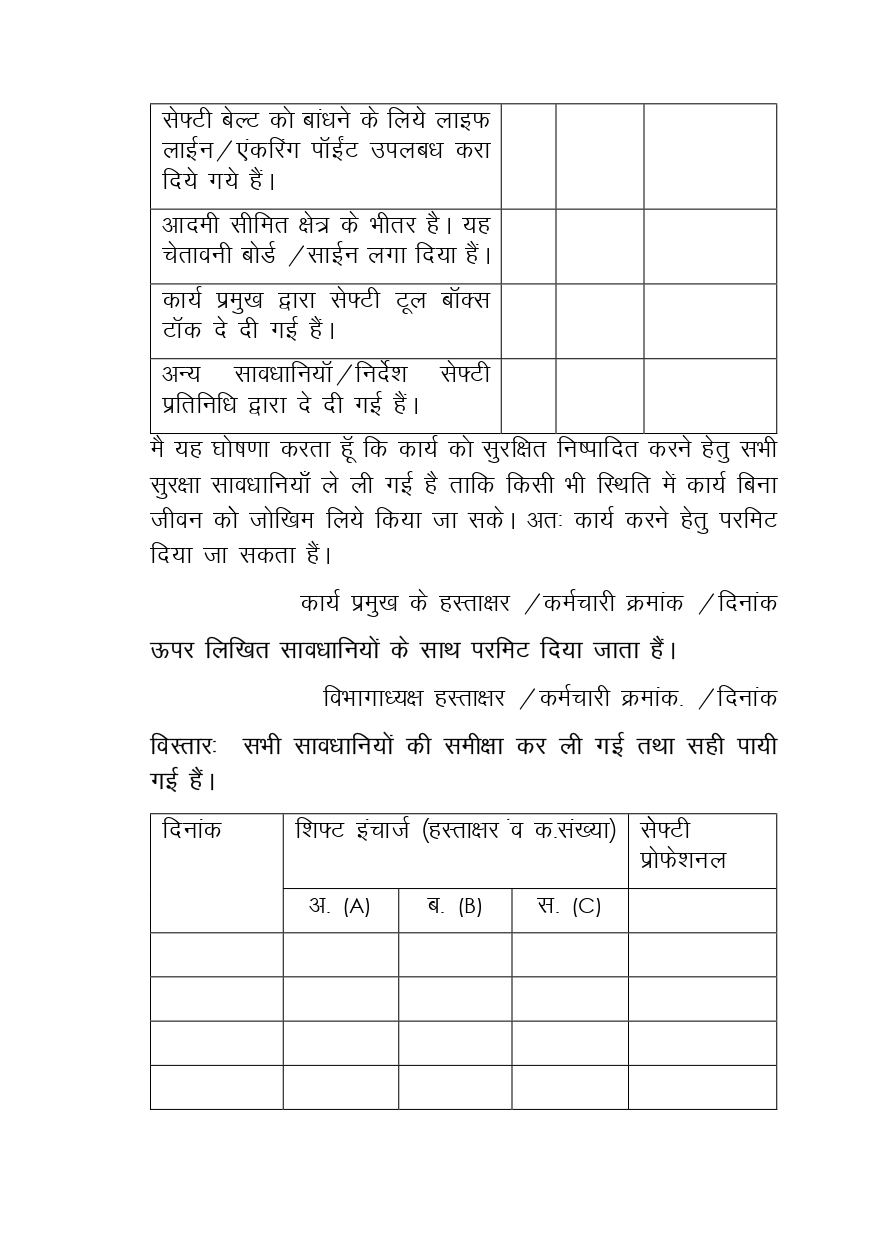 सेफ्टी बेल्ट को बांधने के लिये लाइफ
लाईन/एंकरिंग पॉईंट उपलबध करा
दिये गये हैं।
आदमी सीमित क्षेत्र के भीतर है। यह
चेतावनी बोर्ड /साईन लगा दिया हैं।
कार्य प्रमुख द्वारा सेफ्टी टूल बॉक्स
टॉक दे दी गई हैं।
अन्य सावधानियॉ/निर्देश सेफ्टी
प्रतिनिधि द्वारा दे दी गई हैं।
मै यह घोषणा करता हॅू कि कार्य को सुरक्षित निष्पादित करने हेतु सभी
सुरक्षा सावधानियाँ ले ली गई है ताकि किसी भी स्थिति में कार्य बिना
जीवन को जोखिम लिये किया जा सके। अतः कार्य करने हेतु परमिट
दिया जा सकता हैं।
कार्य प्रमुख के हस्ताक्षर /कर्मचारी क्रमांक /दिनांक
ऊपर लिखित सावधानियों के साथ परमिट दिया जाता हैं।
विभागाध्यक्ष हस्ताक्षर /कर्मचारी क्रमांक. /दिनांक
विस्तारः सभी सावधानियों की समीक्षा कर ली गई तथा सही पायी
गई हैं।
दिनांक शिफ्ट इंचार्ज (हस्ताक्षर ंव क.संख्या) सेफ्टी
प्रोफेशनल
अ. (A) ब. (B) स. (C)